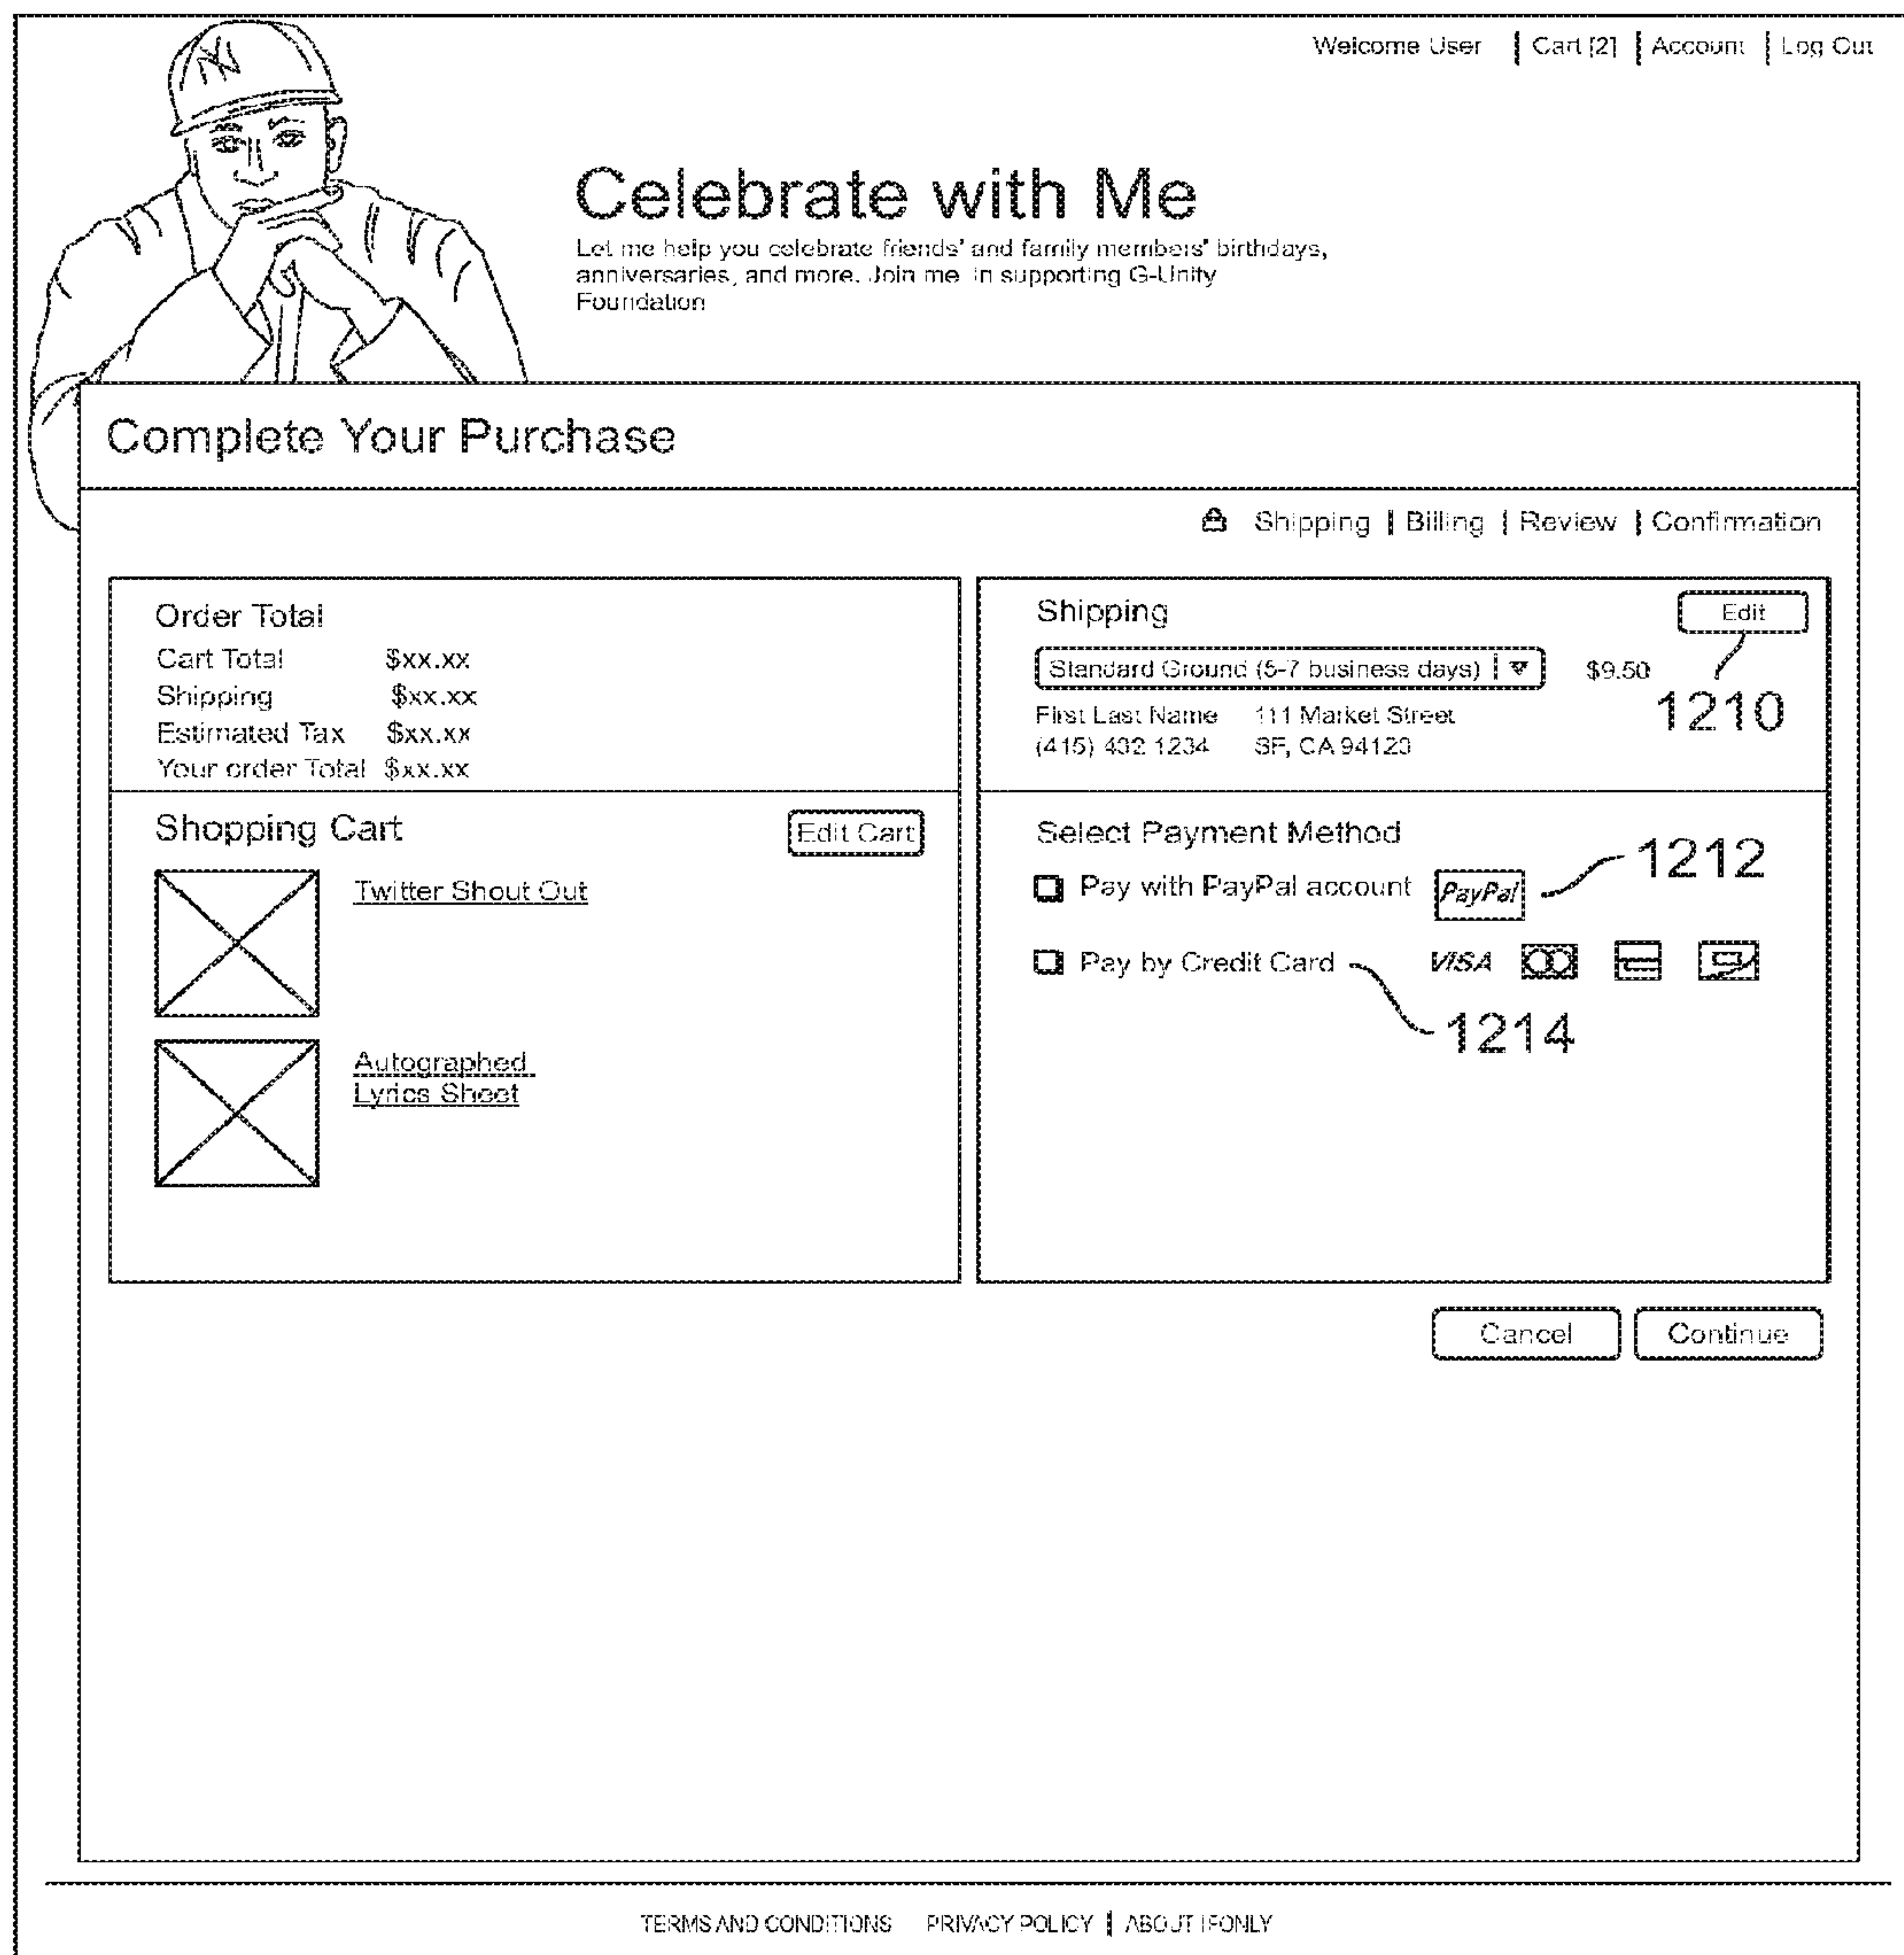 Welcome User | Cart [2] | Account | Log Out
NY
Celebrate with Me
Let me help you celebrate friends' and family members' birthdays,
anniversaries, and more. Join me in supporting G-Unity
Foundation
Complete Your Purchase
Shipping | Billing | Review | Confirmation
Order Total
Cart Total $xx.xx
Shipping $xx.xx
Estimated Tax $xx.xx
Your order Total $xx.xx
Shopping Cart
Edit Cart
Twitter Shout Out
Autographed
Lyrics Sheet
Shipping
Edit
Standard Ground (5-7 business days) $9.50
1210
First Last Name 111 Market Street
(415) 432 1234 SF, CA
Select Payment Method
1212
Pay with PayPal account PayPal
Pay by Credit Card VISA
1214
Cancel Continue
TERMS AND CONDITIONS PRIVACY POLICY | ABOUT IFONLY